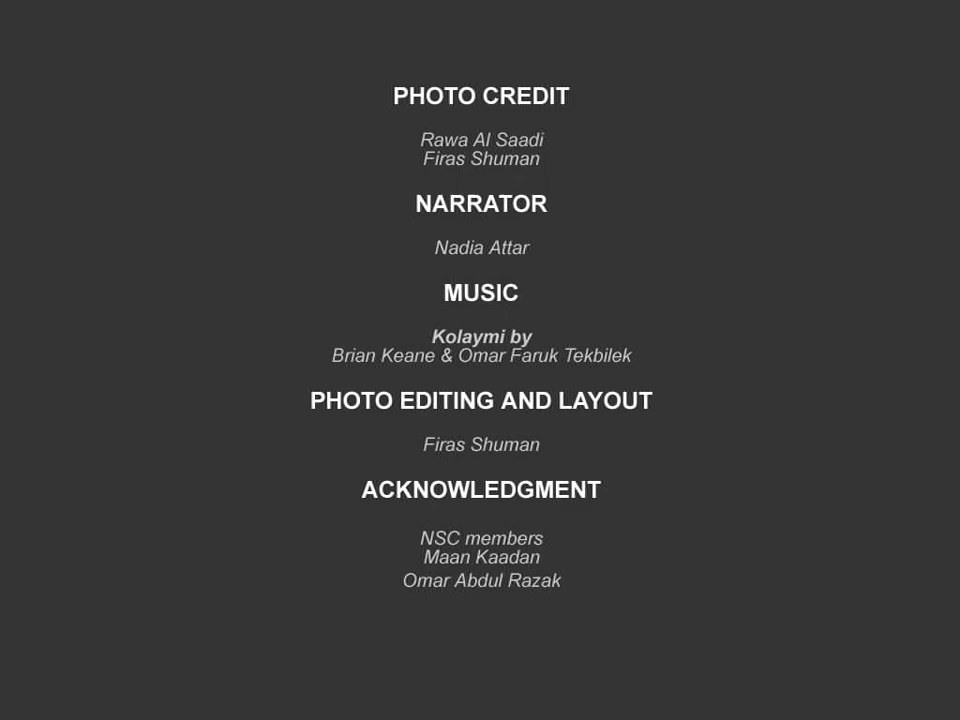 PHOTO CREDIT
Rawa Al Saadi
Firas Shuman
NARRATOR
Nadia Attar
MUSIC
Kolaymi by
Brian Keane & Omar Faruk Tekbilek
PHOTO EDITING AND LAYOUT
Firas Shuman
ACKNOWLEDGMENT
NSC members
Maan Kaadan
Omar Abdul Razak